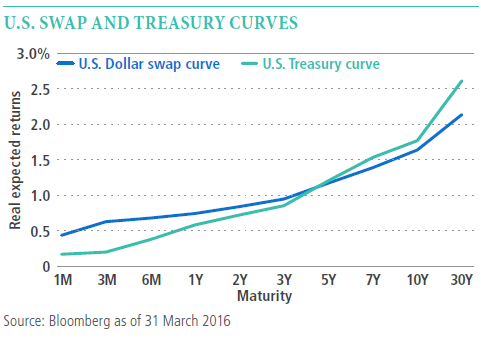 U.S. SWAP AND TREASURY CURVES
3.0%
U.S. Dollar swap curve
U.S. Treasury curve
2.5
2.0
1.5
1.0
0.5
0
Real expected returns
1M 3M 6M 1Y 2Y 3Y 5Y 7Y 10Y 30Y
Maturity
Source: Bloomberg as of 31 March 2016